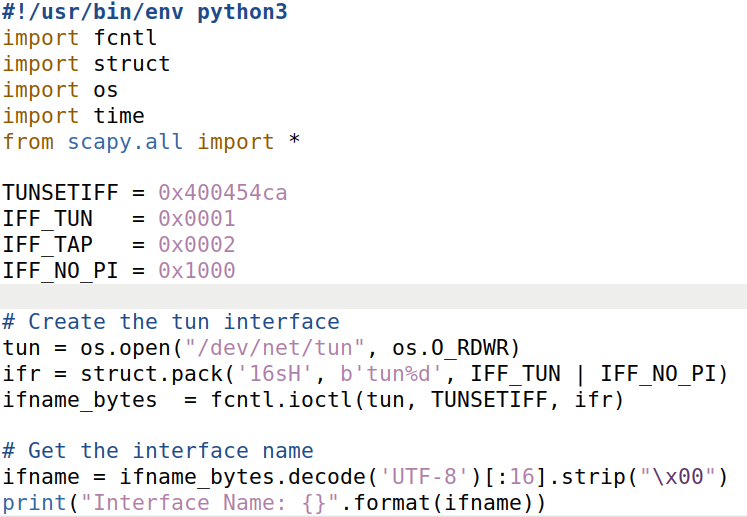 #!/usr/bin/env python3
import fcntl
import struct
import os
import time
from scapy.all import *
TUNSETIFF = 0x400454ca
IFF_TUN   = 0x0001
IFF_TAP   = 0x0002
IFF_NO_PI = 0x1000
# Create the tun interface
tun = os.open("/dev/net/tun", os.O_RDWR)
ifr = struct.pack('16sH', b'tun%d', IFF_TUN | IFF_NO_PI)
ifname_bytes  = fcntl.ioctl(tun, TUNSETIFF, ifr)
# Get the interface name
ifname = ifname_bytes.decode('UTF-8')[:16].strip("\x00")
print("Interface Name: {}".format(ifname))